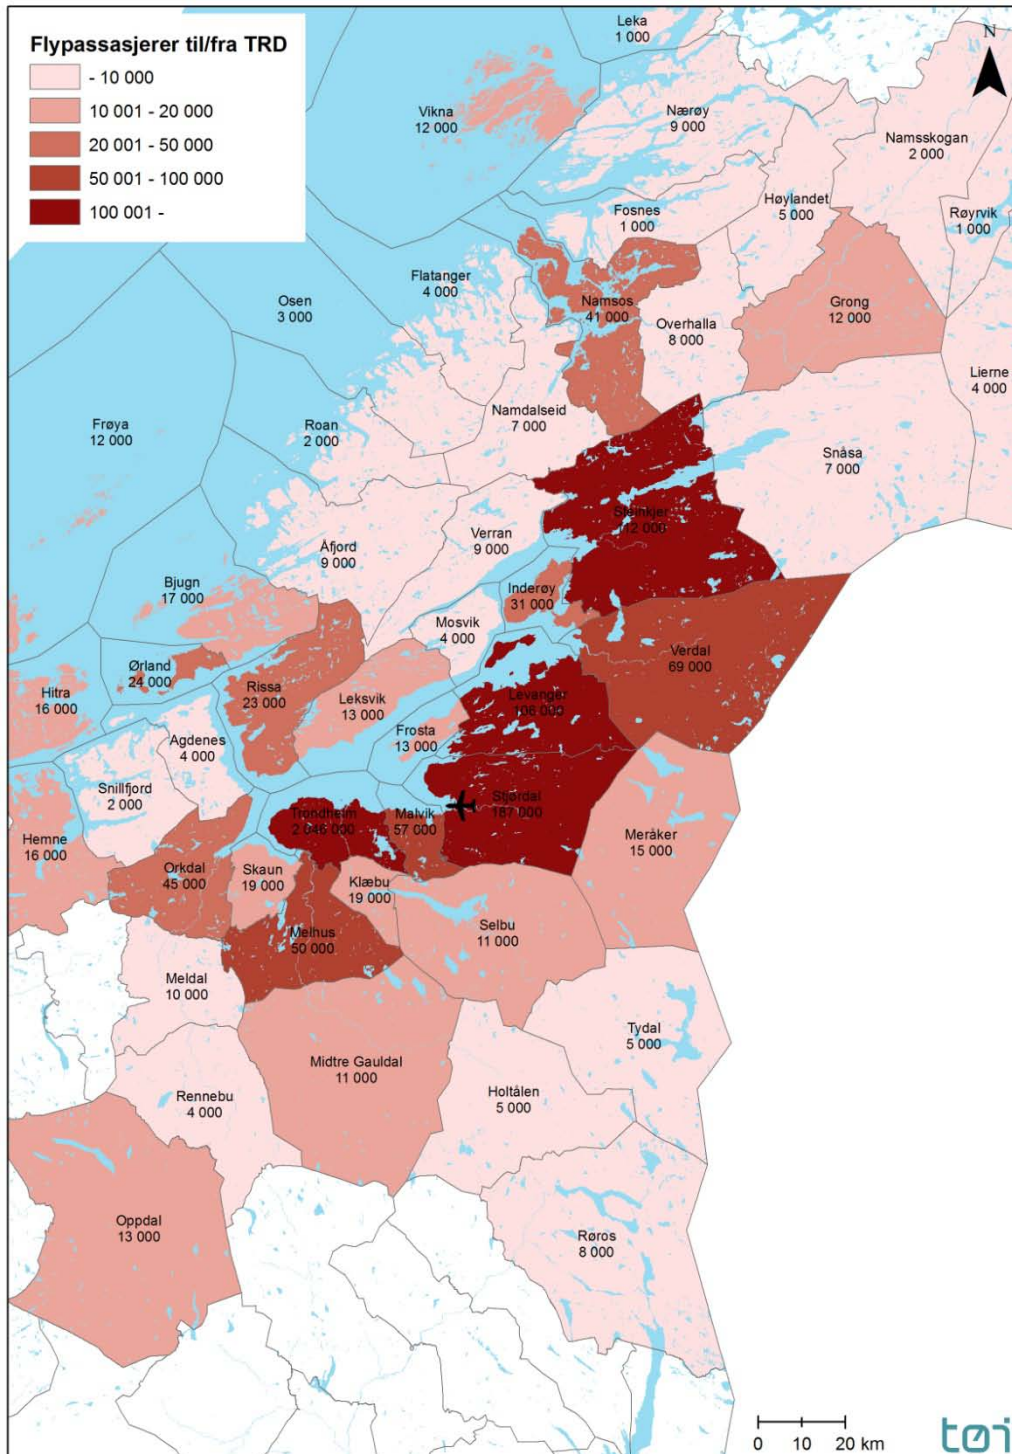 Flypassasjerer til/fra TRD
- 10 000
10 001 - 20 000
20 001 - 50 000
50 001 - 100 000
100 001 -
N
Leka
1 000
Vikna
12 000
Nærøy
9 000
Namsskogan
2 000
Høylandet
5 000
Røyrvik
1 000
Fosnes
1 000
Flatanger
4 000
Osen
3 000
Namsos
41 000
Overhalla
8 000
Grong
12 000
Lierne
4 000
Namdalseid
7 000
Frøya
12 000
Roan
2 000
Snåsa
7 000
Steinkjer
112 000
Verran
9 000
Åfjord
9 000
Bjugn
17 000
Inderøy
31 000
Mosvik
4 000
Verdal
69 000
Ørland
24 000
Hitra
16 000
Rissa
23 000
Leksvik
13 000
Levanger
106 000
Frosta
13 000
Agdenes
4 000
Snillfjord
2 000
Stjørdal
187 000
Trondheim
2 046 000
Malvik
57 000
Meråker
15 000
Hemne
16 000
Orkdal
45 000
Skaun
19 000
Klæbu
19 000
Selbu
11 000
Melhus
50 000
Meldal
10 000
Tydal
5 000
Midtre Gauldal
11 000
Holtålen
5 000
Rennebu
4 000
Oppdal
13 000
Røros
8 000
0 10 20 km
tøi